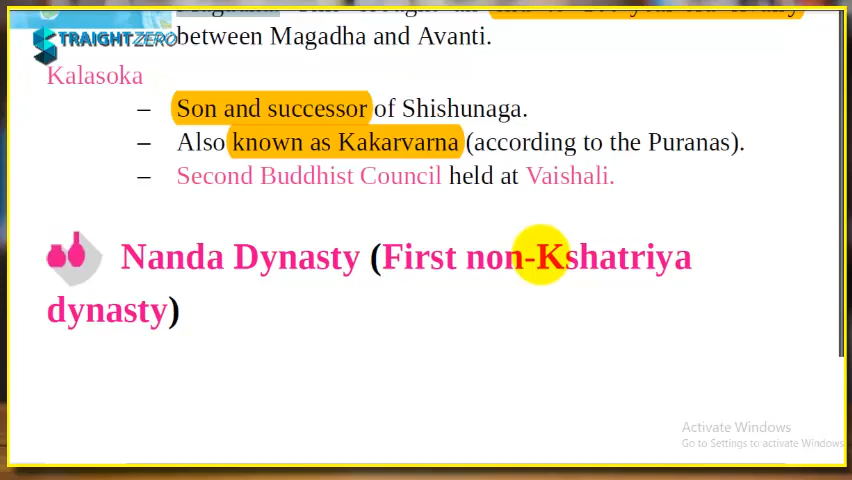 STRAIGHTZERO
between Magadha and Avanti.
Kalasoka
– Son and successor of Shishunaga.
– Also known as Kakarvarna (according to the Puranas).
– Second Buddhist Council held at Vaishali.
Nanda Dynasty (First non-Kshatriya
dynasty)
Activate Windows
Go to Settings to activate Windows